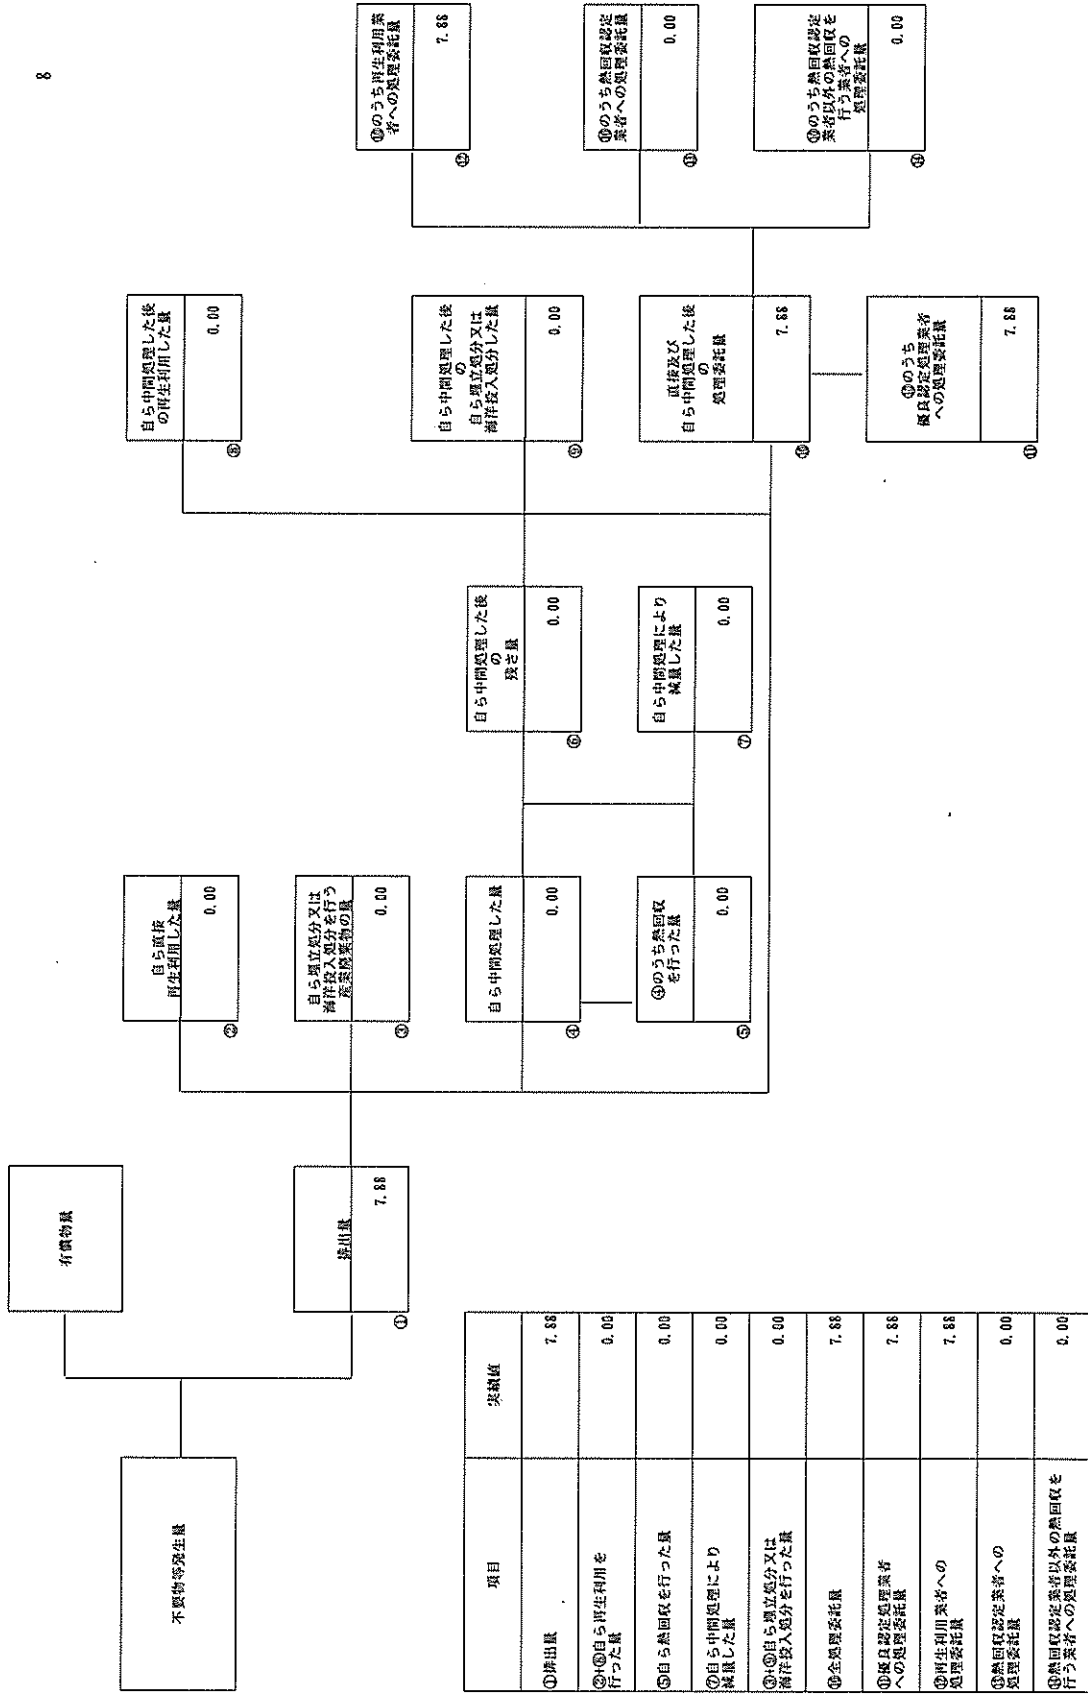 8
不要物等発生量
有償物量
排出量
7.88
①
自ら直接
再生利用した量
0.00
②
自ら埋立処分又は
海洋投入処分を行う
産業廃棄物の量
0.00
③
自ら中間処理した量
0.00
④
④のうち熱回収
を行った量
0.00
⑤
自ら中間処理した後
の
残さ量
0.00
⑥
自ら中間処理により
減量した量
0.00
⑦
自ら中間処理した後
の再生利用した量
0.00
⑧
自ら中間処理した後
の
自ら埋立処分又は
海洋投入処分した量
0.00
⑨
直接及び
自ら中間処理した後
の
処理委託量
7.88
⑩
⑩のうち
優良認定処理業者
への処理委託量
7.88
⑪
⑩のうち再生利用業
者への処理委託量
7.88
⑫
⑩のうち熱回収認定
業者への処理委託量
0.00
⑬
⑩のうち熱回収認定
業者以外の熱回収を
行う業者への
処理委託量
0.00
⑭
項目
実績値
①排出量
7.88
②+⑧自ら再生利用を
行った量
0.00
⑤自ら熱回収を行った量
0.00
⑦自ら中間処理により
減量した量
0.00
③+⑨自ら埋立処分又は
海洋投入処分を行った量
0.00
⑩全処理委託量
7.88
⑪優良認定処理業者
への処理委託量
7.88
⑫再生利用業者への
処理委託量
7.88
⑬熱回収認定業者への
処理委託量
0.00
⑭熱回収認定業者以外の熱回収を
行う業者への処理委託量
0.00